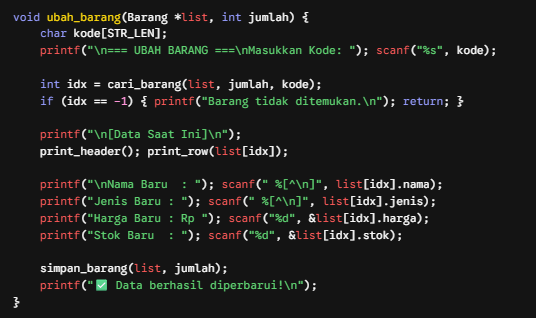 void ubah_barang(Barang *list, int jumlah) {
    char kode[STR_LEN];
    printf("\n=== UBAH BARANG ===\nMasukkan Kode: "); scanf("%s", kode);

    int idx = cari_barang(list, jumlah, kode);
    if (idx == -1) { printf("Barang tidak ditemukan.\n"); return; }

    printf("\n[Data Saat Ini]\n");
    print_header(); print_row(list[idx]);

    printf("\nNama Baru  : "); scanf(" %[^\n]", list[idx].nama);
    printf("Jenis Baru : "); scanf(" %[^\n]", list[idx].jenis);
    printf("Harga Baru : Rp "); scanf("%d", &list[idx].harga);
    printf("Stok Baru  : "); scanf("%d", &list[idx].stok);

    simpan_barang(list, jumlah);
    printf("✅ Data berhasil diperbarui!\n");
}